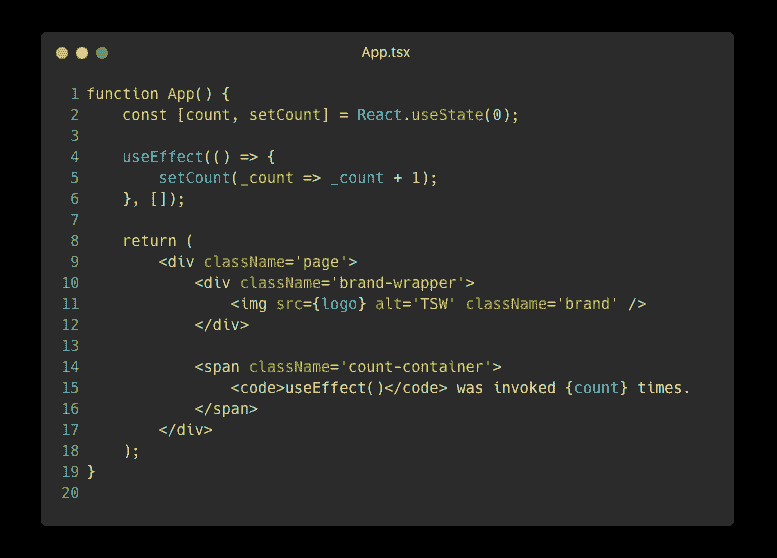 App.tsx
1 function App() {
2     const [count, setCount] = React.useState(0);
3
4     useEffect(() => {
5         setCount(_count => _count + 1);
6     }, []);
7
8     return (
9         <div className='page'>
10             <div className='brand-wrapper'>
11                 <img src={logo} alt='TSW' className='brand' />
12             </div>
13
14             <span className='count-container'>
15                 <code>useEffect()</code> was invoked {count} times.
16             </span>
17         </div>
18     );
19 }
20